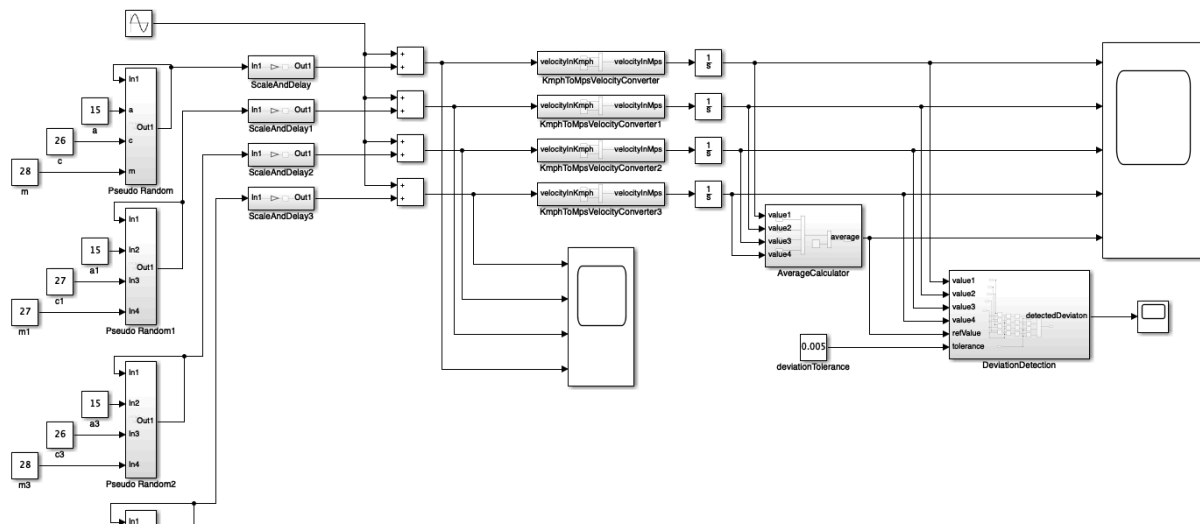 In1 Out1
ScaleAndDelay
In1 Out1
ScaleAndDelay1
In1 Out1
ScaleAndDelay2
In1 Out1
ScaleAndDelay3
In1
a
c
m
Out1
Pseudo Random
15
a
26
c
28
m
In1
In2
In3
In4
Out1
Pseudo Random1
15
a1
27
c1
27
m1
In1
In2
In3
In4
Out1
Pseudo Random2
15
a3
26
c3
28
m3
In1
+
+
+
+
+
+
+
+
velocityInKmph velocityInMps
KmphToMpsVelocityConverter
velocityInKmph velocityInMps
KmphToMpsVelocityConverter1
velocityInKmph velocityInMps
KmphToMpsVelocityConverter2
velocityInKmph velocityInMps
KmphToMpsVelocityConverter3
1
s
1
s
1
s
1
s
value1
value2
value3
value4
average
AverageCalculator
0.005
deviationTolerance
value1
value2
value3
value4
refValue
tolerance
detectedDeviaton
DeviationDetection